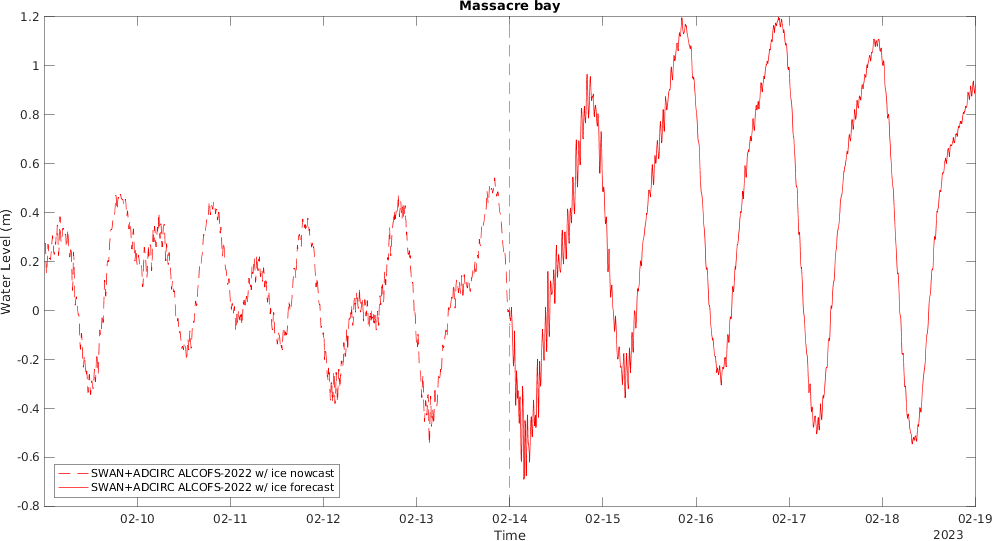 Massacre bay
Water Level (m)
1.2
1
0.8
0.6
0.4
0.2
0
-0.2
-0.4
-0.6
-0.8
SWAN+ADCIRC ALCOFS-2022 w/ ice nowcast
SWAN+ADCIRC ALCOFS-2022 w/ ice forecast
02-10 02-11 02-12 02-13 02-14 02-15 02-16 02-17 02-18 02-19
Time
2023